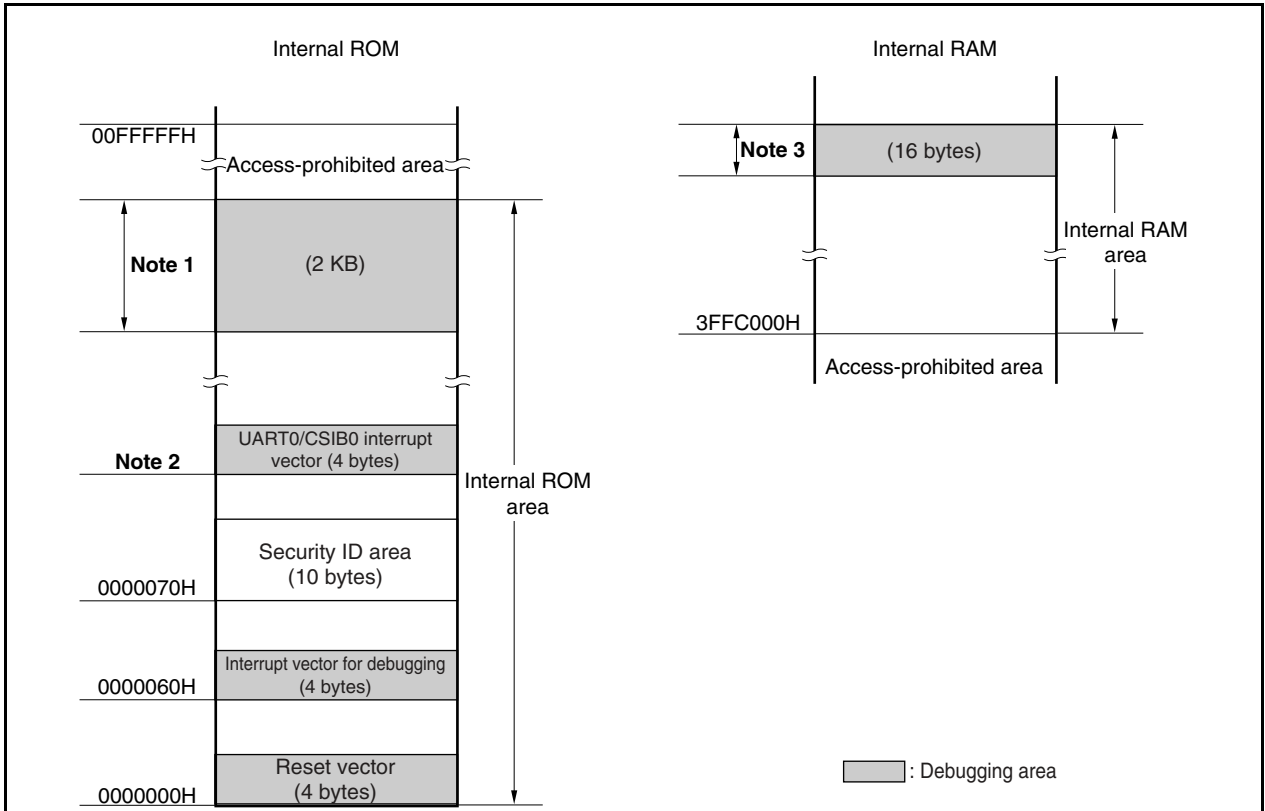 Internal ROM
00FFFFFH
Access-prohibited area
Note 1
(2 KB)
UART0/CSIB0 interrupt
vector (4 bytes)
Note 2
Internal ROM
area
Security ID area
(10 bytes)
0000070H
Interrupt vector for debugging
(4 bytes)
0000060H
Reset vector
(4 bytes)
0000000H
Internal RAM
Note 3
(16 bytes)
Internal RAM
area
3FFC000H
Access-prohibited area
: Debugging area